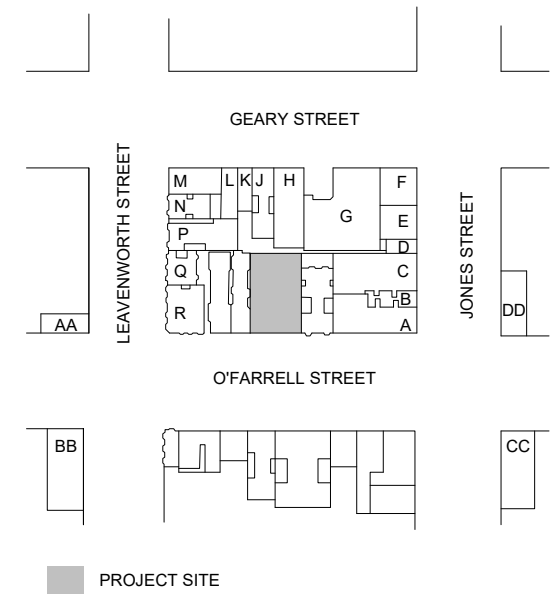 GEARY STREET
LEAVENWORTH STREET
JONES STREET
M
L
K
J
H
F
N
G
E
P
D
Q
C
R
B
A
AA
DD
O'FARRELL STREET
BB
CC
PROJECT SITE